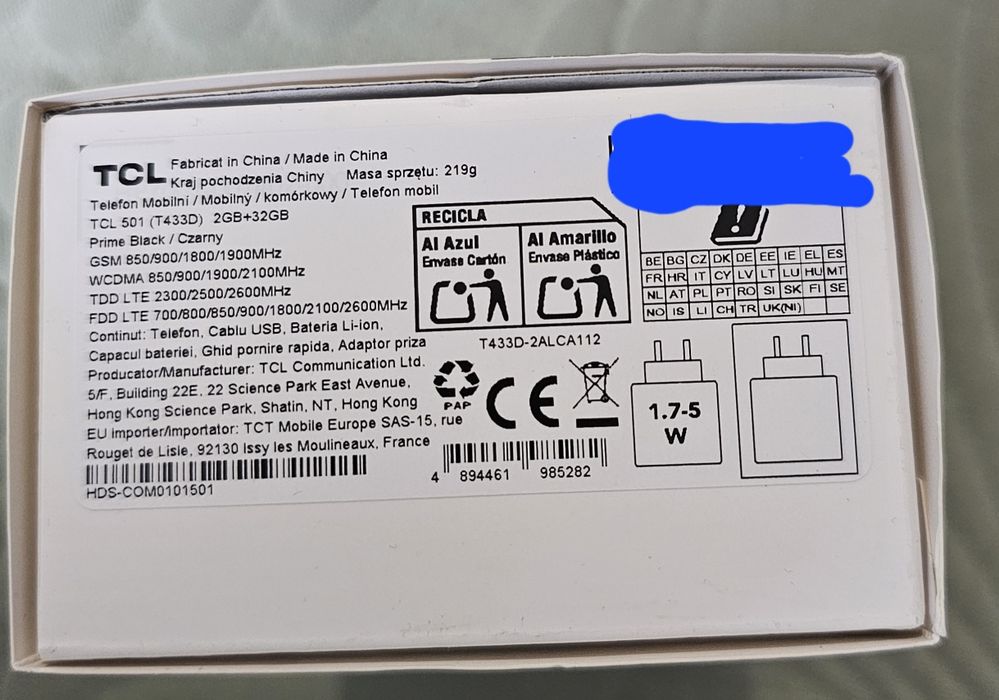 TCL Fabricat in China / Made in China
Kraj pochodzenia Chiny Masa sprzętu: 219g
Telefon Mobilní / Mobilný / komórkowy / Telefon mobil
TCL 501 (T433D) 2GB+32GB
Prime Black / Czarny
GSM 850/900/1800/1900MHz
WCDMA 850/900/1900/2100MHz
TDD LTE 2300/2500/2600MHz
FDD LTE 700/800/850/900/1800/2100/2600MHz
Continut: Telefon, Cablu USB, Bateria Li-ion,
Capacul bateriei, Ghid pornire rapida, Adaptor priza
Producator/Manufacturer: TCL Communication Ltd.
5/F, Building 22E, 22 Science Park East Avenue,
Hong Kong Science Park, Shatin, NT, Hong Kong
EU importer/importator: TCT Mobile Europe SAS-15, rue
Rouget de Lisle, 92130 Issy les Moulineaux, France
HDS-COM0101501
RECICLA
Al Azul
Envase Cartón
Al Amarillo
Envase Plástico
T433D-2ALCA112
PAP
CE
4 894461 985282
BE BG CZ DK DE EE IE EL ES
FR HR IT CY LV LT LU HU MT
NL AT PL PT RO SI SK FI SE
NO IS LI CH TR UK(NI)
1.7-5
W